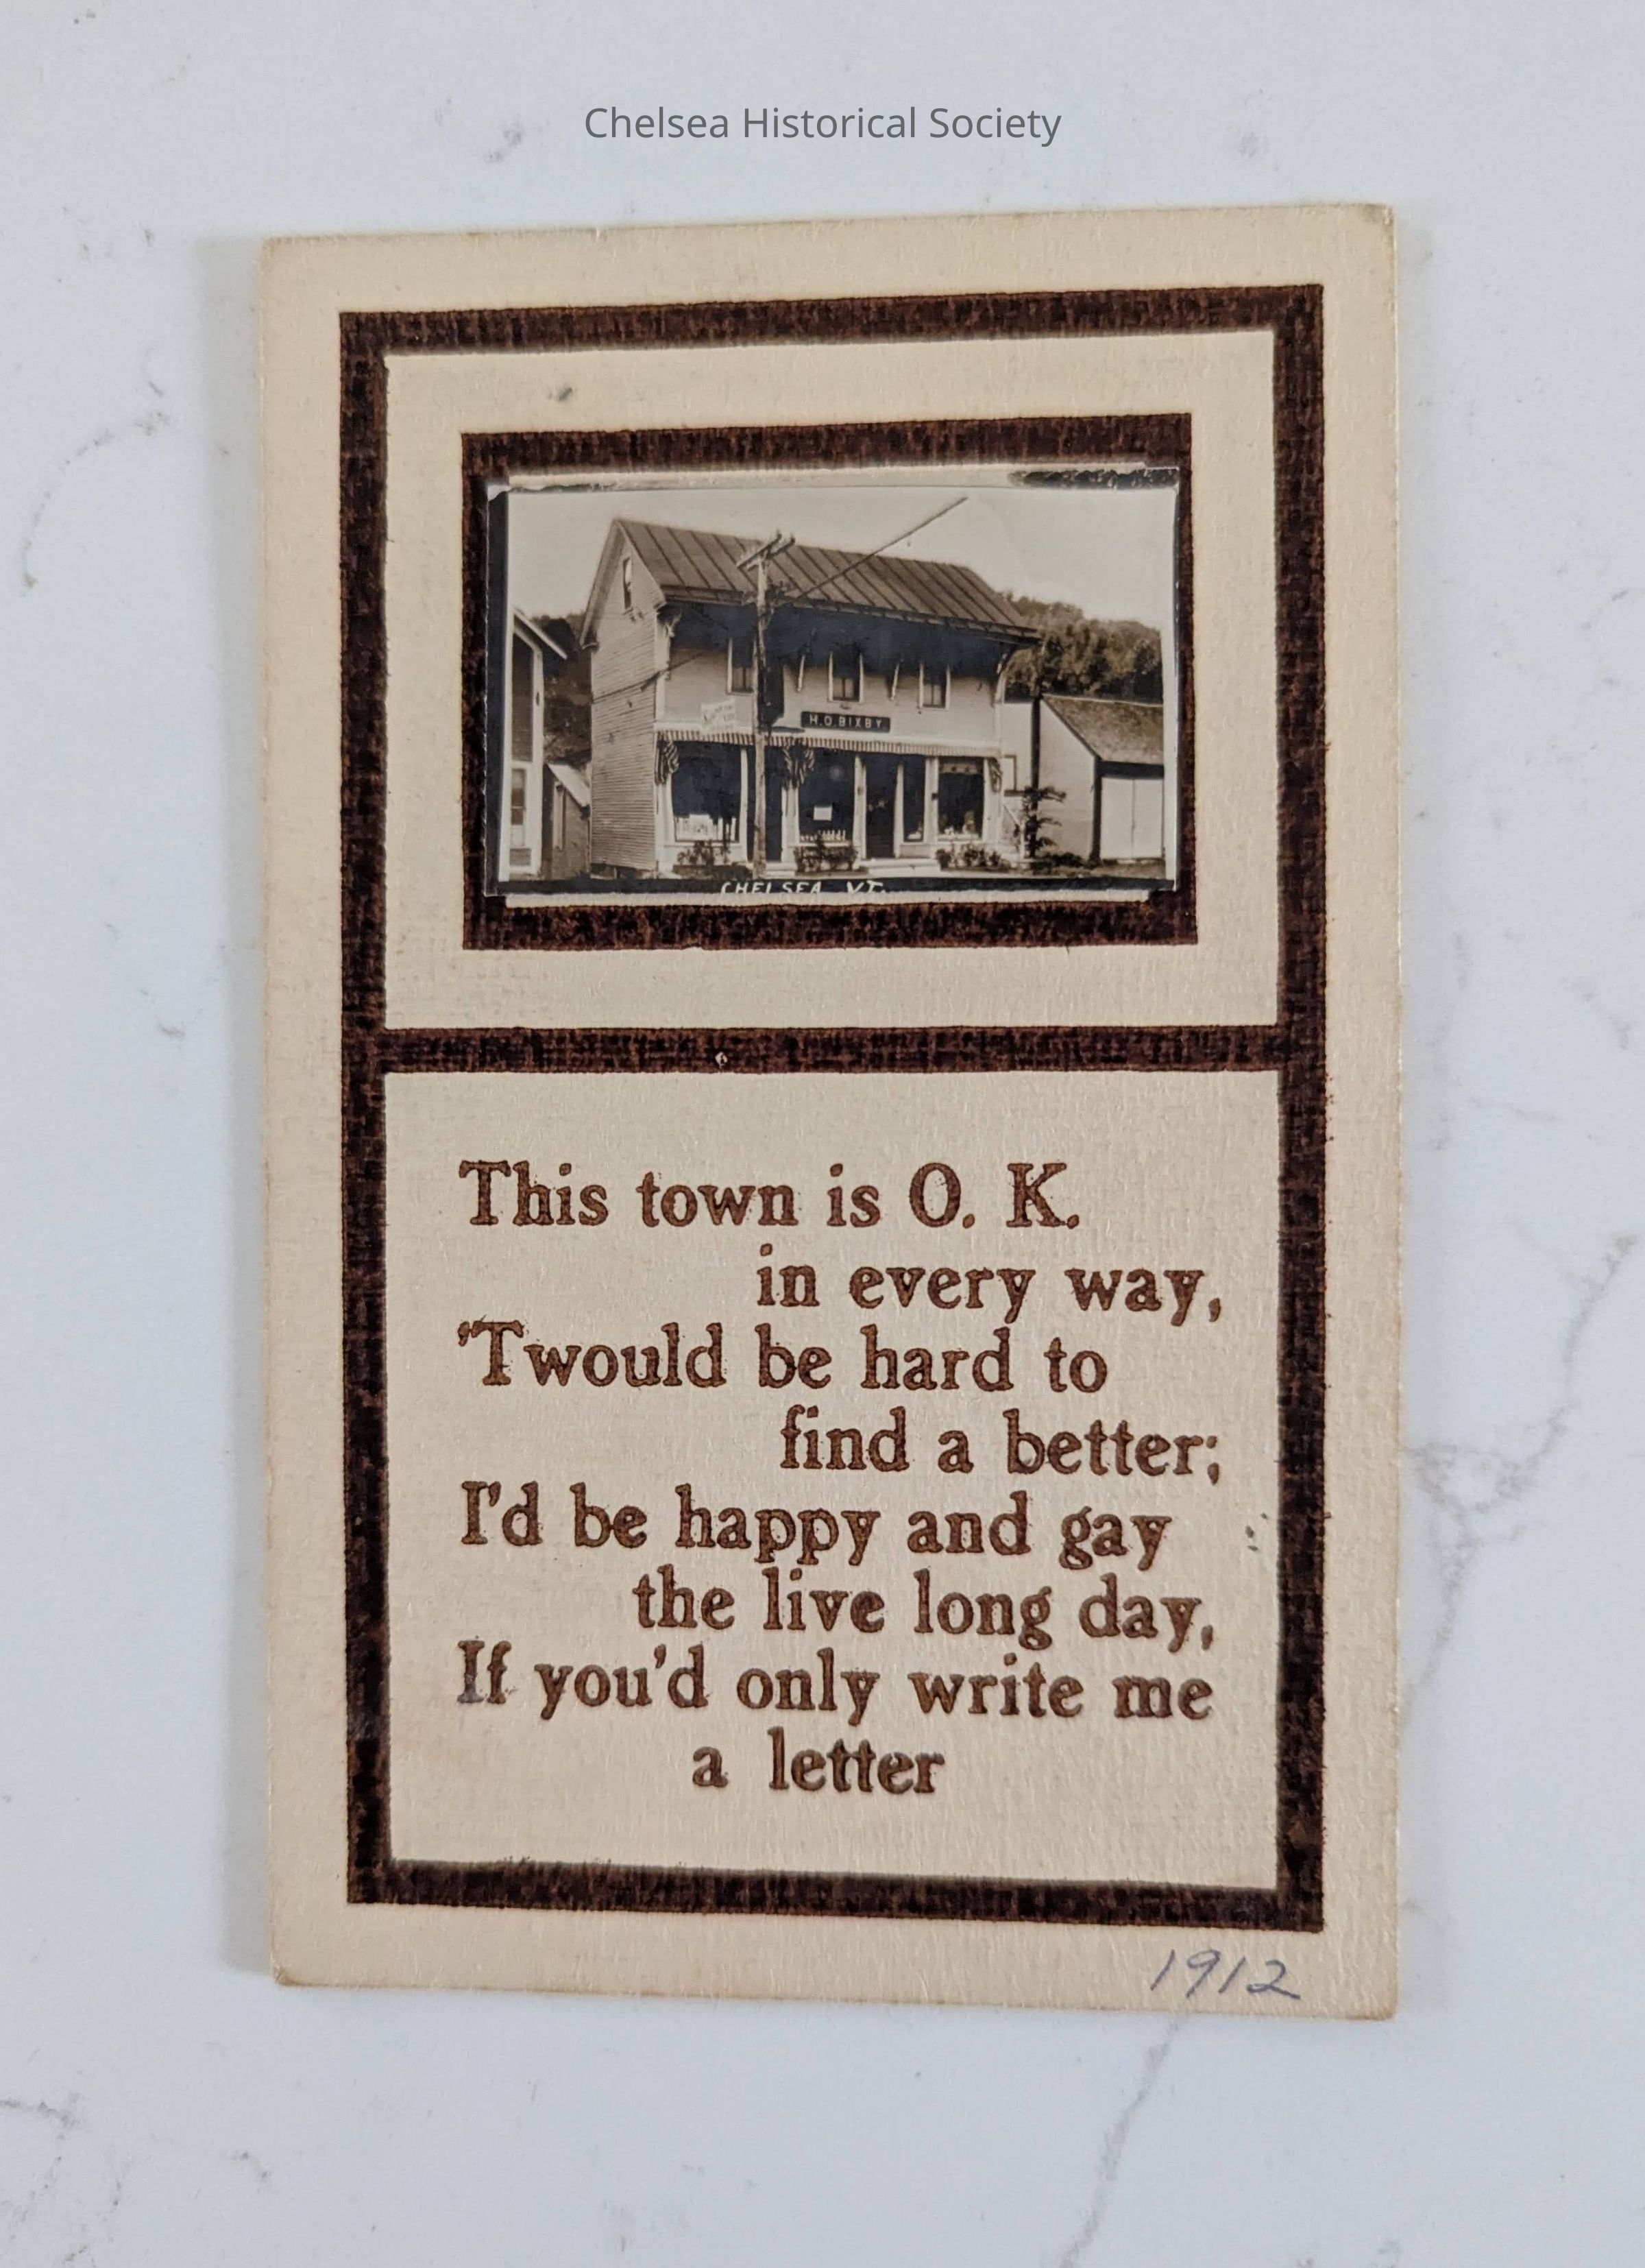 Chelsea Historical Society
H.O BIXBY
CHELSEA VT.
This town is O. K.
in every way,
'Twould be hard to
find a better;
I'd be happy and gay
the live long day,
If you'd only write me
a letter
1912